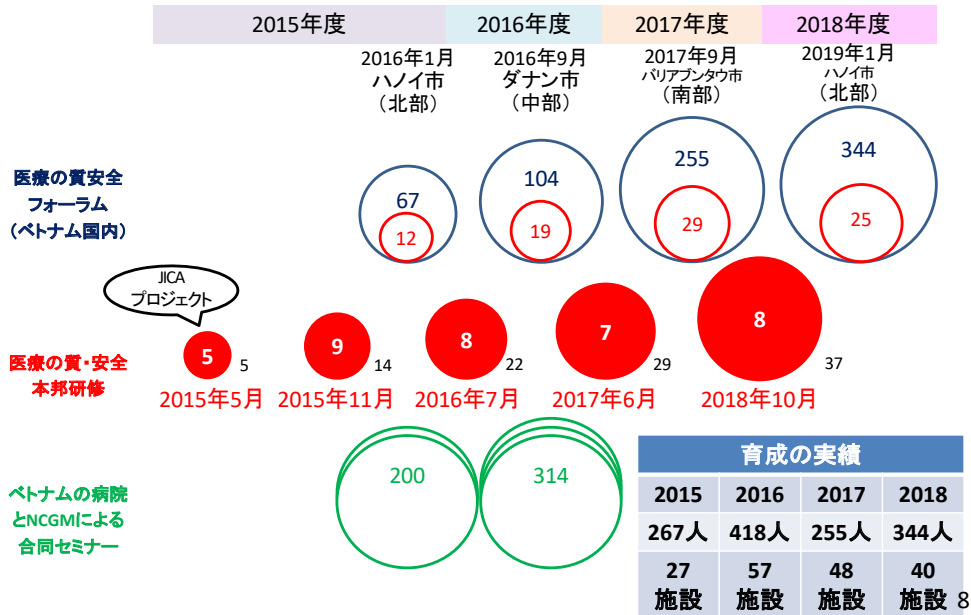 2015年度 2016年度 2017年度 2018年度
2016年1月
ハノイ市
(北部)
2016年9月
ダナン市
(中部)
2017年9月
バリアブンタウ市
(南部)
2019年1月
ハノイ市
(北部)
医療の質安全
フォーラム
(ベトナム国内)
67
12
104
19
255
29
344
25
JICA
プロジェクト
医療の質・安全
本邦研修
5 5
9 14
8 22
7 29
8 37
2015年5月 2015年11月 2016年7月 2017年6月 2018年10月
ベトナムの病院
とNCGMによる
合同セミナー
200 314
育成の実績
2015 2016 2017 2018
267人 418人 255人 344人
27 57 48 40
施設 施設 施設 施設
8